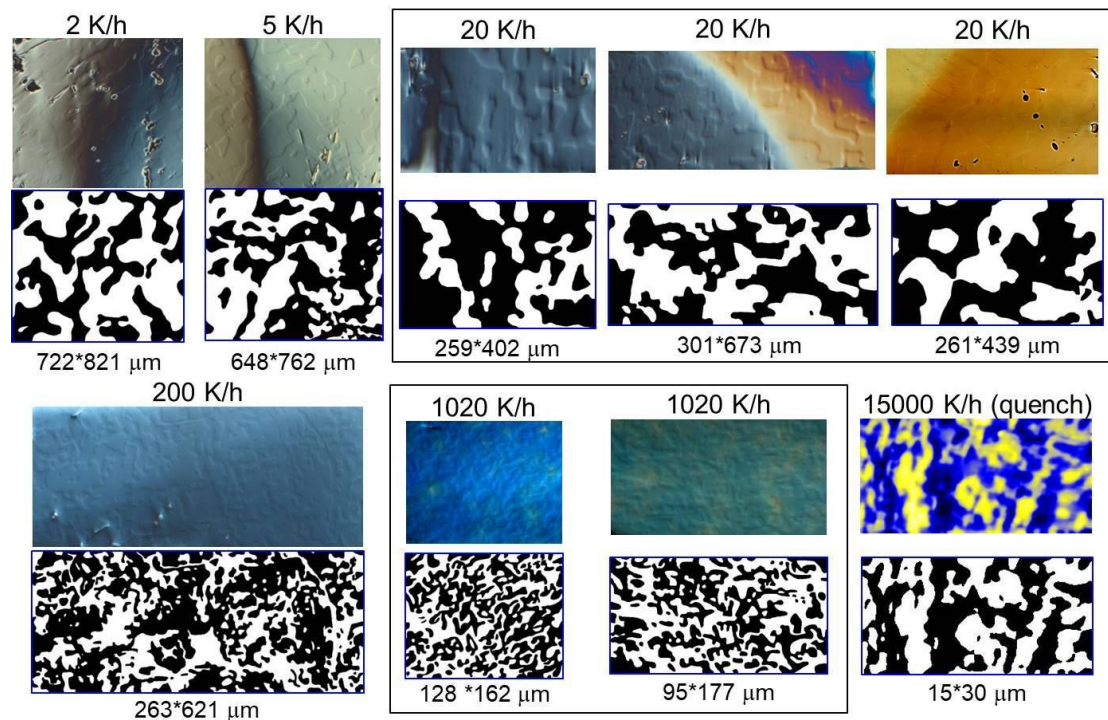 2 K/h
5 K/h
20 K/h
20 K/h
20 K/h
722*821 μm
648*762 μm
259*402 μm
301*673 μm
261*439 μm
200 K/h
1020 K/h
1020 K/h
15000 K/h (quench)
263*621 μm
128 *162 μm
95*177 μm
15*30 μm